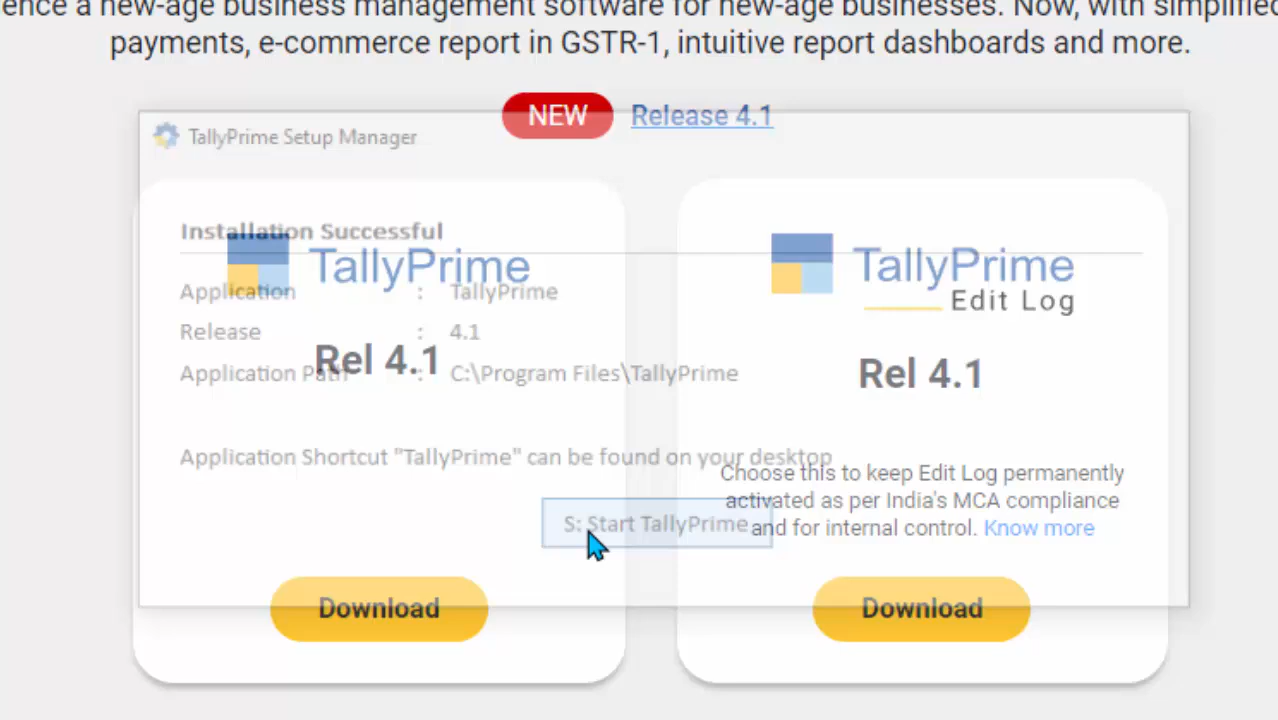 ence a new-age business management software for new-age businesses. Now, with simplified
payments, e-commerce report in GSTR-1, intuitive report dashboards and more.
NEW Release 4.1
TallyPrime Setup Manager
Installation Successful
Application : TallyPrime
Release : 4.1
Application Path : C:\Program Files\TallyPrime
Application Shortcut "TallyPrime" can be found on your desktop
S: Start TallyPrime
TallyPrime
Rel 4.1
Download
TallyPrime
Edit Log
Rel 4.1
Choose this to keep Edit Log permanently
activated as per India's MCA compliance
and for internal control. Know more
Download